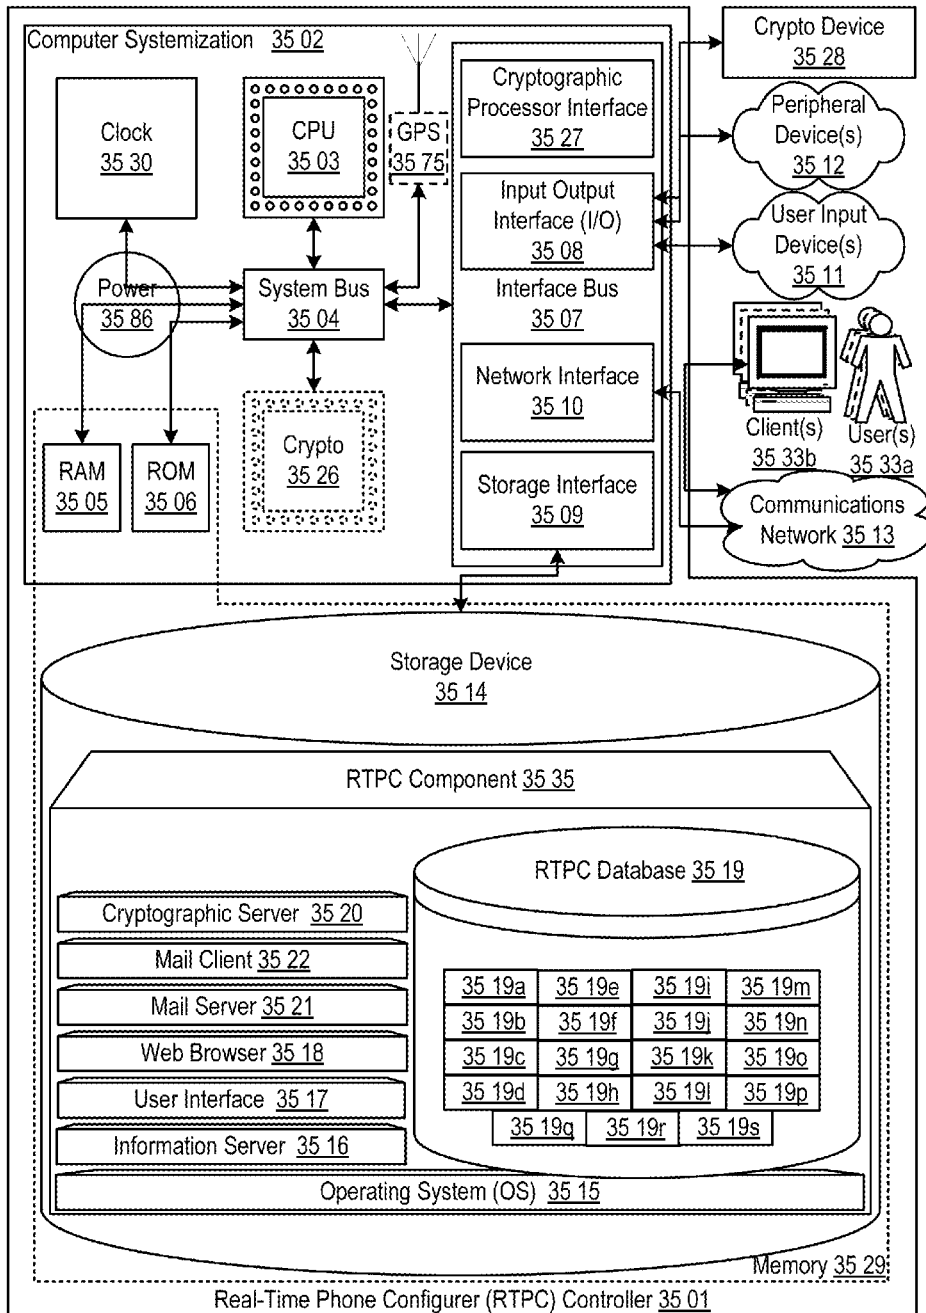 Computer Systemization 35 02
Clock
35 30
CPU
35 03
GPS
35 75
Cryptographic
Processor Interface
35 27
Input Output
Interface (I/O)
35 08
Interface Bus
35 07
Network Interface
35 10
Storage Interface
35 09
Crypto Device
35 28
Peripheral
Device(s)
35 12
User Input
Device(s)
35 11
Client(s)
35 33b
User(s)
35 33a
Communications
Network 35 13
Power
35 86
System Bus
35 04
Crypto
35 26
RAM
35 05
ROM
35 06
Storage Device
35 14
RTPC Component 35 35
RTPC Database 35 19
Cryptographic Server 35 20
Mail Client 35 22
Mail Server 35 21
Web Browser 35 18
User Interface 35 17
Information Server 35 16
35 19a 35 19e 35 19i 35 19m
35 19b 35 19f 35 19j 35 19n
35 19c 35 19g 35 19k 35 19o
35 19d 35 19h 35 19l 35 19p
35 19q 35 19r 35 19s
Operating System (OS) 35 15
Memory 35 29
Real-Time Phone Configurer (RTPC) Controller 35 01